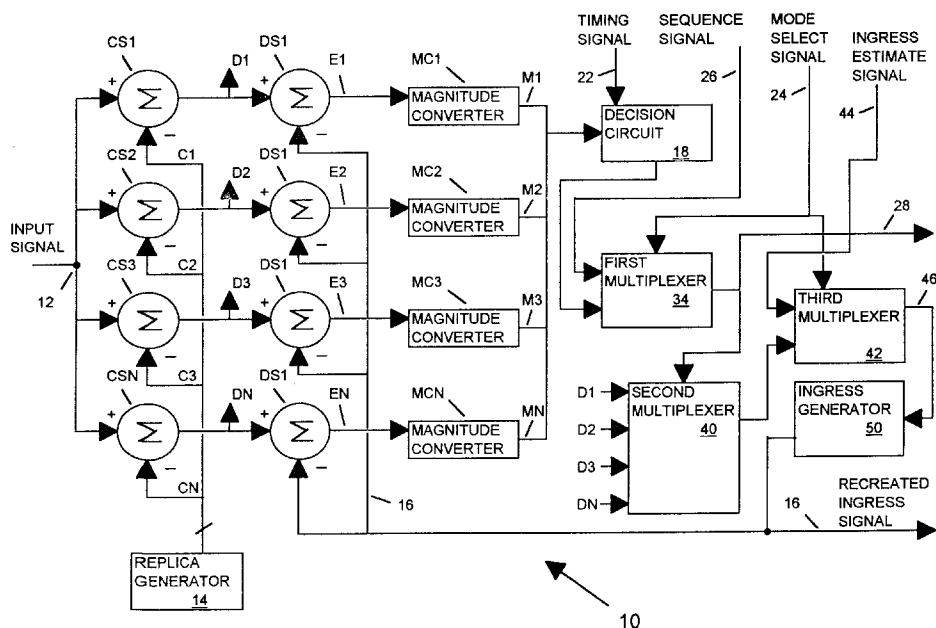 TIMING SIGNAL
SEQUENCE SIGNAL
MODE SELECT SIGNAL
INGRESS ESTIMATE SIGNAL
22
26
24
44
CS1
D1
DS1
E1
MC1
M1
+
Σ
−
+
Σ
−
MAGNITUDE CONVERTER
DECISION CIRCUIT
18
C1
CS2
D2
DS1
E2
MC2
M2
+
Σ
−
+
Σ
−
MAGNITUDE CONVERTER
INPUT SIGNAL
12
C2
28
FIRST MULTIPLEXER
34
CS3
D3
DS1
E3
MC3
M3
+
Σ
−
+
Σ
−
MAGNITUDE CONVERTER
THIRD MULTIPLEXER
42
46
C3
CSN
DN
DS1
EN
MCN
MN
+
Σ
−
+
Σ
−
MAGNITUDE CONVERTER
D1
D2
D3
DN
SECOND MULTIPLEXER
40
INGRESS GENERATOR
50
CN
16
16
RECREATED INGRESS SIGNAL
REPLICA GENERATOR
14
10